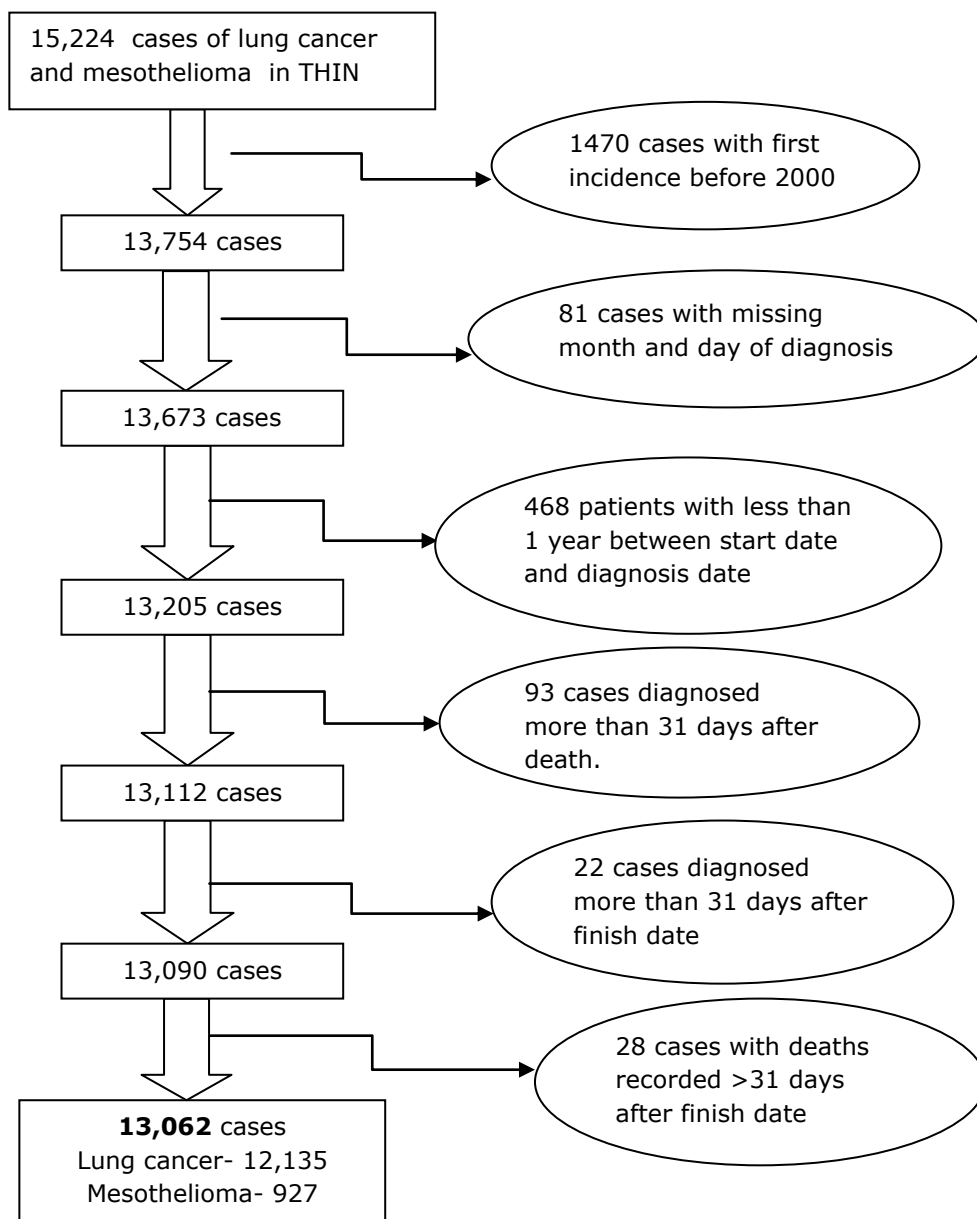 15,224 cases of lung cancer
and mesothelioma in THIN
1470 cases with first
incidence before 2000
13,754 cases
81 cases with missing
month and day of diagnosis
13,673 cases
468 patients with less than
1 year between start date
and diagnosis date
13,205 cases
93 cases diagnosed
more than 31 days after
death.
13,112 cases
22 cases diagnosed
more than 31 days after
finish date
13,090 cases
28 cases with deaths
recorded >31 days
after finish date
13,062 cases
Lung cancer- 12,135
Mesothelioma- 927